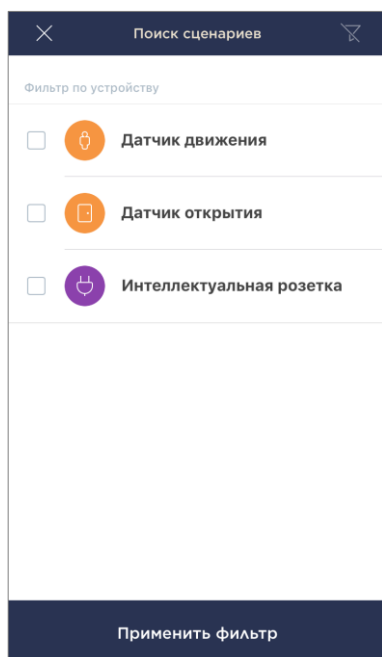 Поиск сценариев
Фильтр по устройству
Датчик движения
Датчик открытия
Интеллектуальная розетка
Применить фильтр